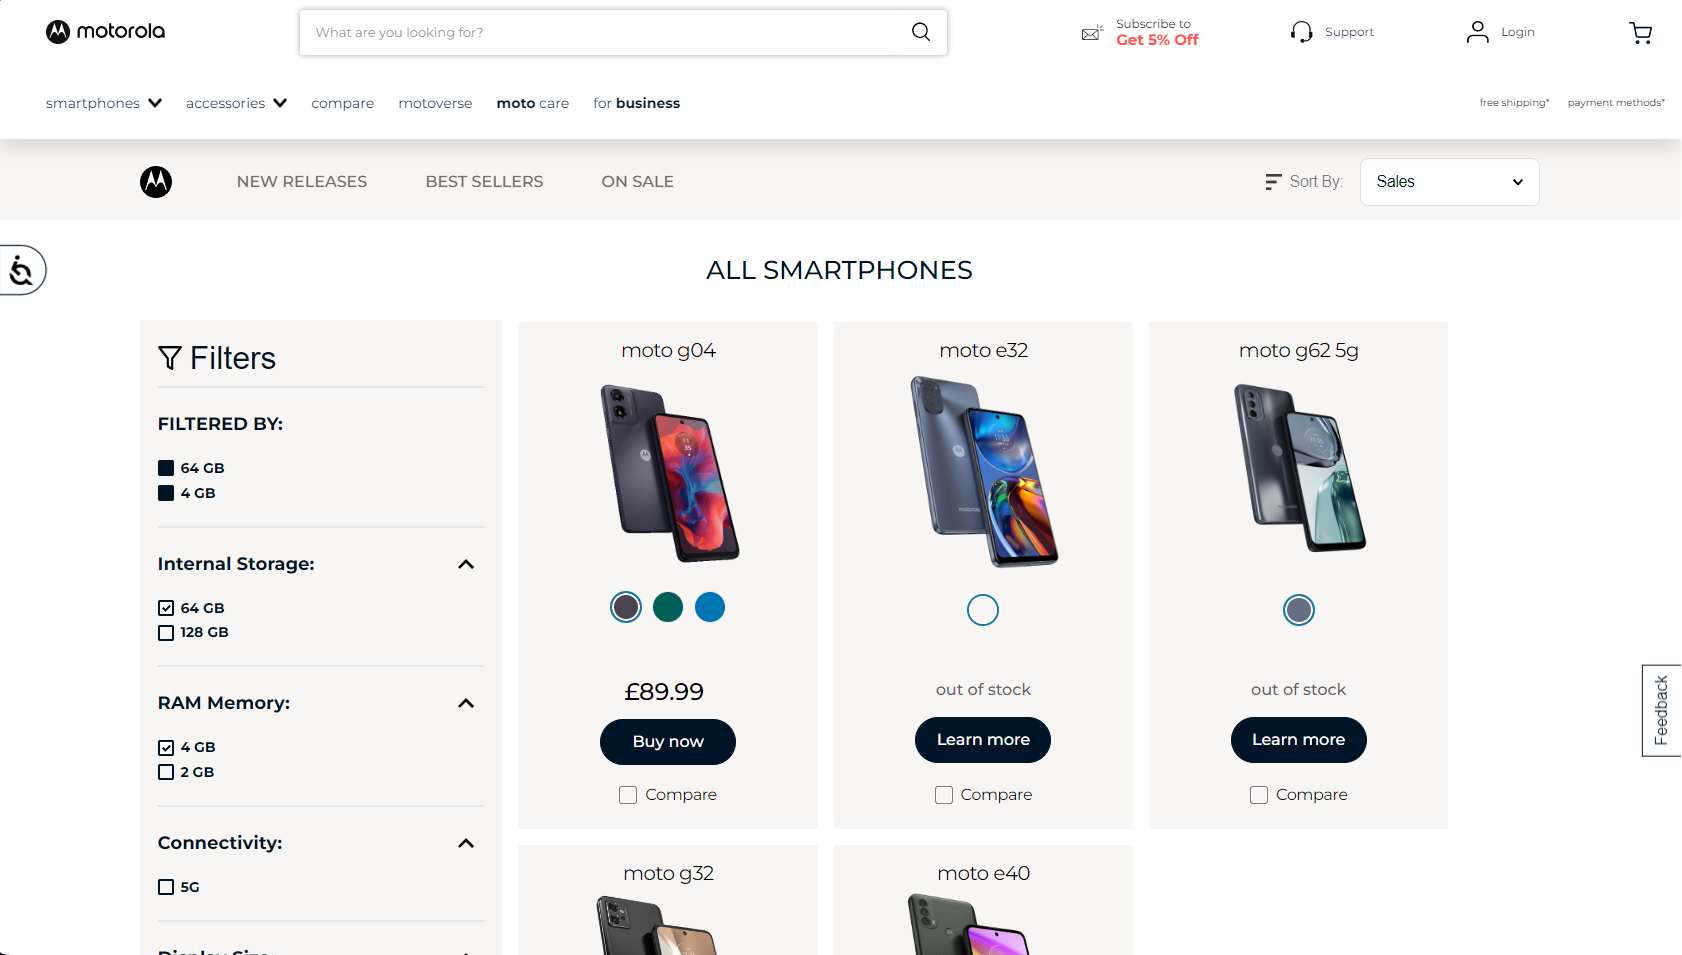 motorola
What are you looking for?
Subscribe to
Get 5% Off
Support
Login
smartphones
accessories
compare
motoverse
moto care
for business
free shipping*
payment methods*
NEW RELEASES
BEST SELLERS
ON SALE
Sort By:
Sales
ALL SMARTPHONES
Filters
FILTERED BY:
64 GB
4 GB
Internal Storage:
64 GB
128 GB
RAM Memory:
4 GB
2 GB
Connectivity:
5G
Display Size:
moto g04
£89.99
Buy now
Compare
moto e32
motorola
out of stock
Learn more
Compare
moto g62 5g
out of stock
Learn more
Compare
moto g32
moto e40
Feedback